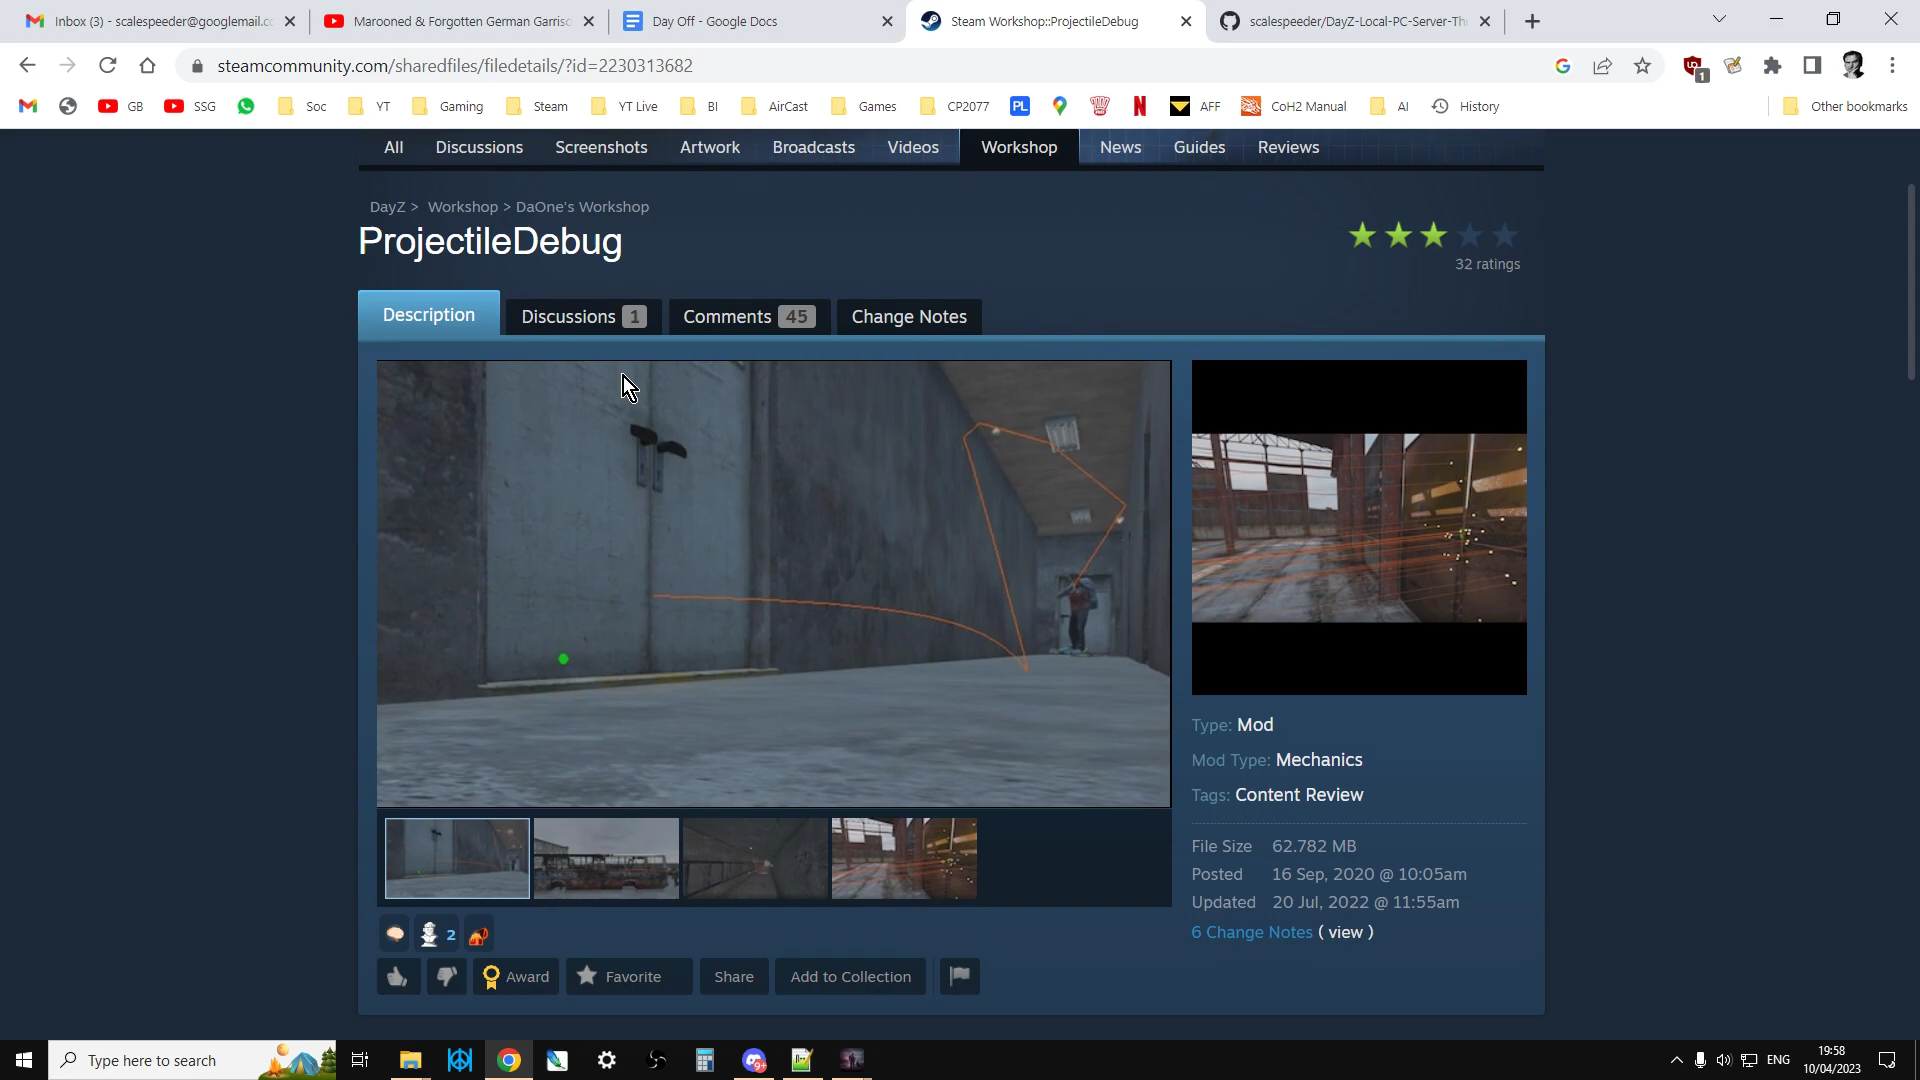 Inbox (3) - scalespeeder@googlemail.cc
Marooned & Forgotten German Garriso
Day Off - Google Docs
Steam Workshop::ProjectileDebug
scalespeeder/DayZ-Local-PC-Server-Th
steamcommunity.com/sharedfiles/filedetails/?id=2230313682
1
GB
SSG
Soc
YT
Gaming
Steam
YT Live
BI
AirCast
Games
CP2077
PL
AFF
CoH2 Manual
AI
History
Other bookmarks
All
Discussions
Screenshots
Artwork
Broadcasts
Videos
Workshop
News
Guides
Reviews
DayZ > Workshop > DaOne's Workshop
ProjectileDebug
32 ratings
Description
Discussions 1
Comments 45
Change Notes
Type: Mod
Mod Type: Mechanics
Tags: Content Review
File Size 62.782 MB
Posted 16 Sep, 2020 @ 10:05am
Updated 20 Jul, 2022 @ 11:55am
6 Change Notes ( view )
2
Award
Favorite
Share
Add to Collection
Type here to search
9+
ENG
19:58
10/04/2023